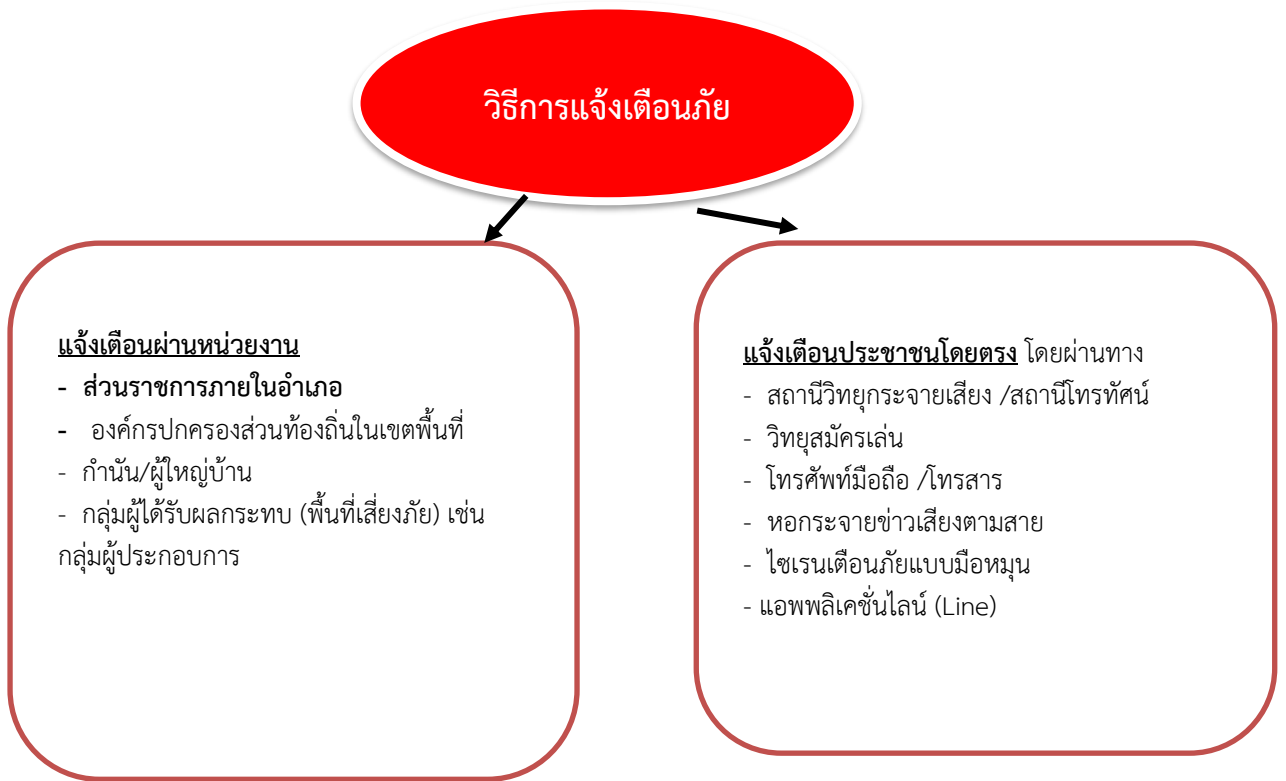 วิธีการแจ้งเตือนภัย
แจ้งเตือนผ่านหน่วยงาน
- ส่วนราชการภายในอำเภอ
- องค์กรปกครองส่วนท้องถิ่นในเขตพื้นที่
- กำนัน/ผู้ใหญ่บ้าน
- กลุ่มผู้ได้รับผลกระทบ (พื้นที่เสี่ยงภัย) เช่น
กลุ่มผู้ประกอบการ
แจ้งเตือนประชาชนโดยตรง โดยผ่านทาง
- สถานีวิทยุกระจายเสียง /สถานีโทรทัศน์
- วิทยุสมัครเล่น
- โทรศัพท์มือถือ /โทรสาร
- หอกระจายข่าวเสียงตามสาย
- ไซเรนเตือนภัยแบบมือหมุน
- แอพพลิเคชั่นไลน์ (Line)